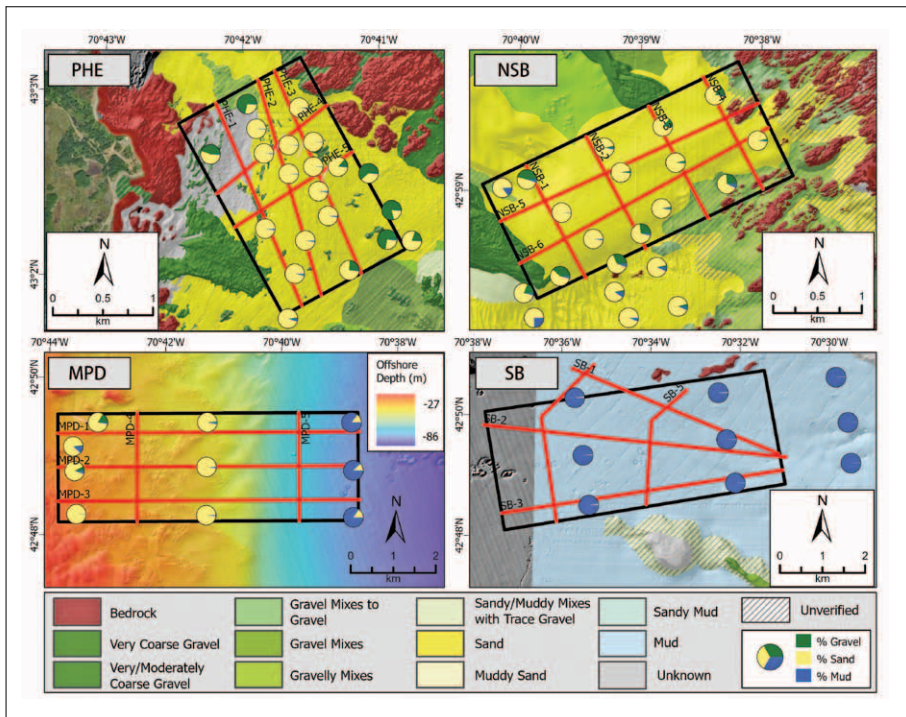 70°43'W 70°42'W 70°41'W
PHE
43°3'N
43°2'N
PHE-1
PHE-2
PHE-3
PHE-4
PHE-5
N
0 0.5 1
km
70°40'W 70°39'W 70°38'W
NSB
42°59'N
NSB-1
NSB-2
NSB-3
NSB-4
NSB-5
NSB-6
N
0 0.5 1
km
70°44'W 70°42'W 70°40'W 70°38'W
MPD
42°50'N
42°48'N
Offshore
Depth (m)
-27
-86
MPD-1
MPD-2
MPD-3
N
0 1 2
km
70°38'W 70°36'W 70°34'W 70°32'W 70°30'W
SB
42°50'N
42°48'N
SB-1
SB-2
SB-3
SB-5
N
0 1 2
km
Bedrock
Very Coarse Gravel
Very/Moderately
Coarse Gravel
Gravel Mixes to
Gravel
Gravel Mixes
Gravelly Mixes
Sandy/Muddy Mixes
with Trace Gravel
Sand
Muddy Sand
Sandy Mud
Mud
Unknown
Unverified
% Gravel
% Sand
% Mud